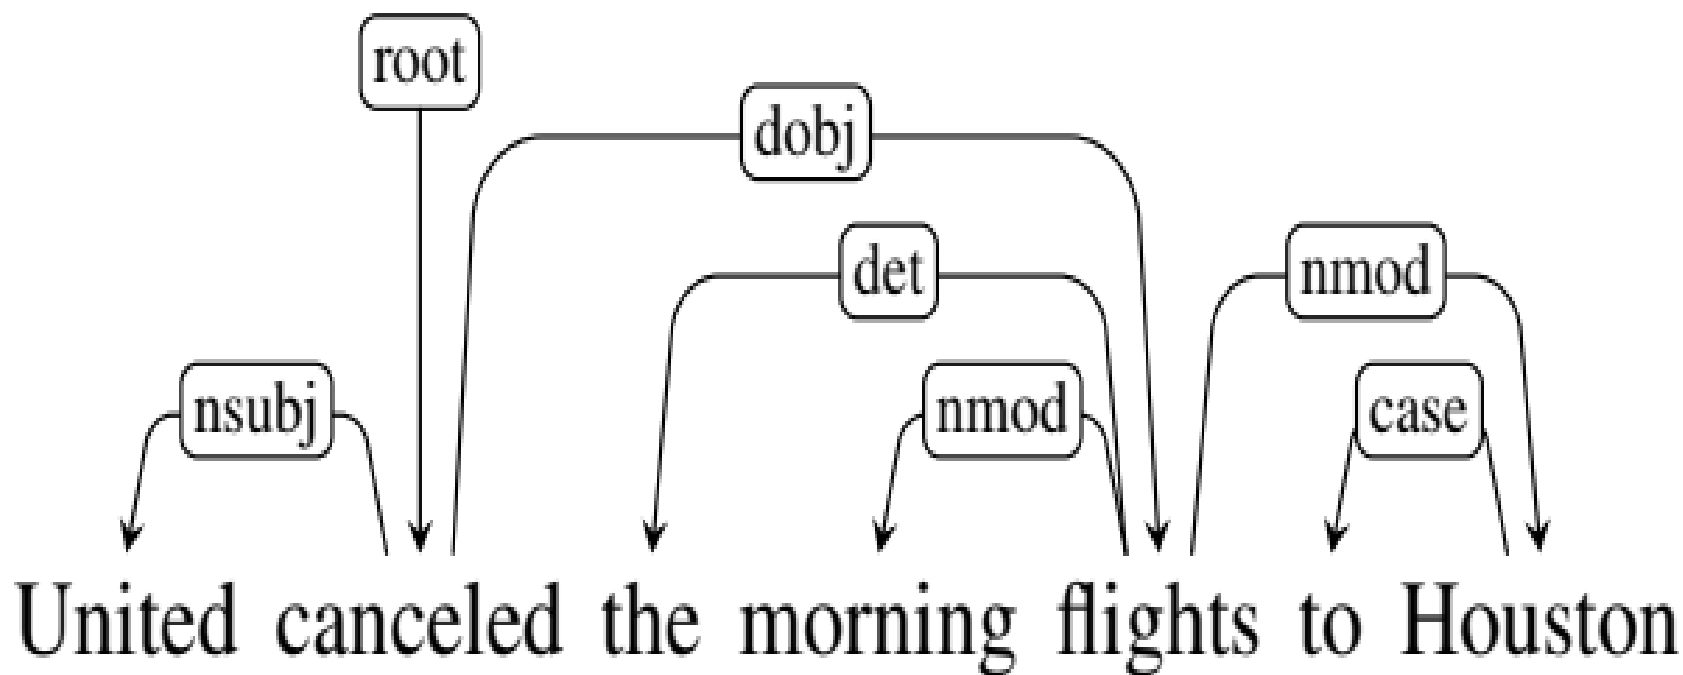 root
dobj
det nmod
nsubj nmod case
United canceled the morning flights to Houston